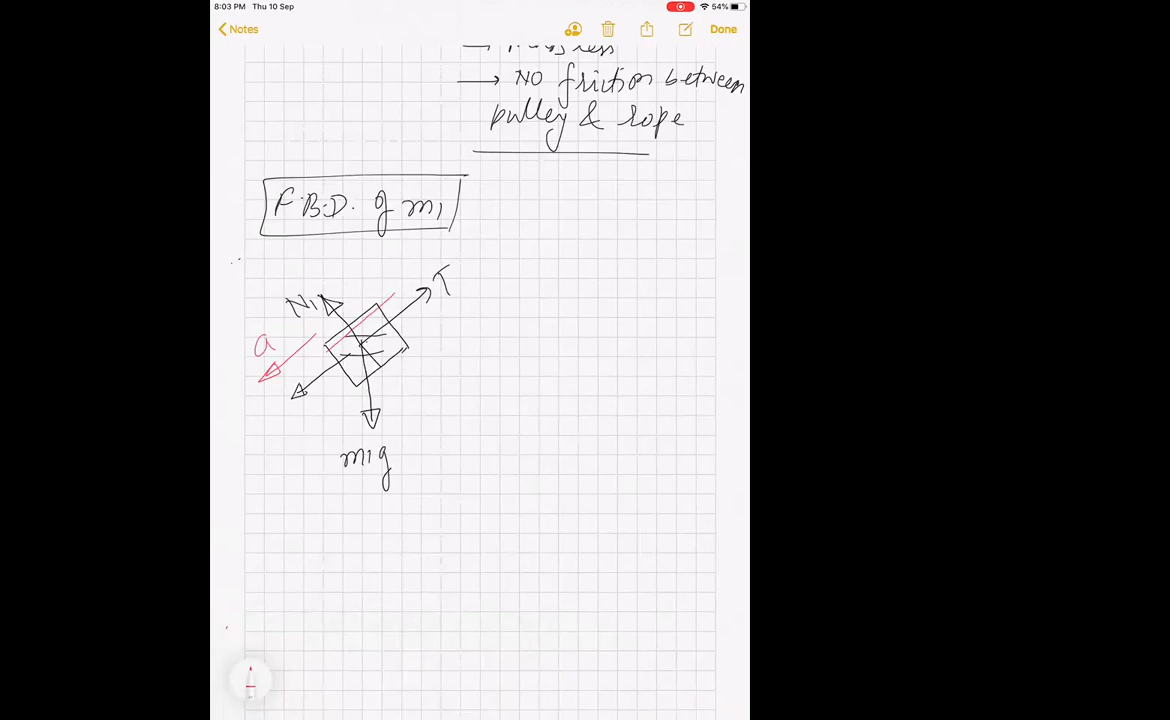 8:03 PM Thu 10 Sep
54%
Notes
Done
→ NO friction between
pulley & rope
F.B.D. of m1
T
N1
a
m1g